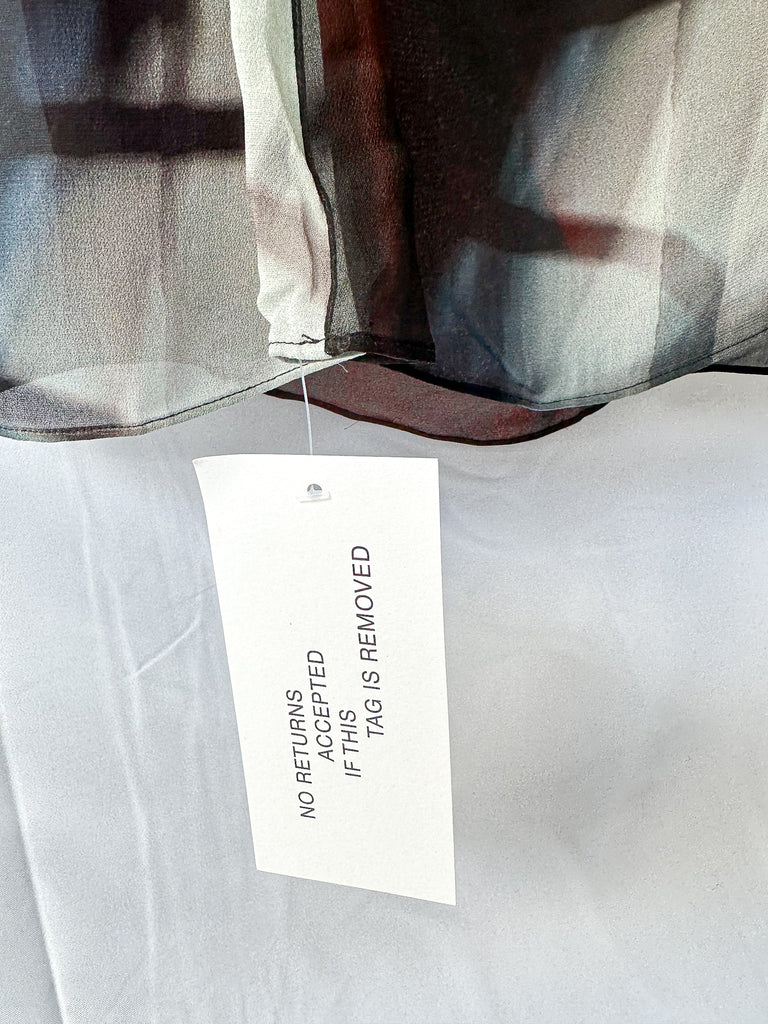 NO RETURNS
ACCEPTED
IF THIS
TAG IS REMOVED